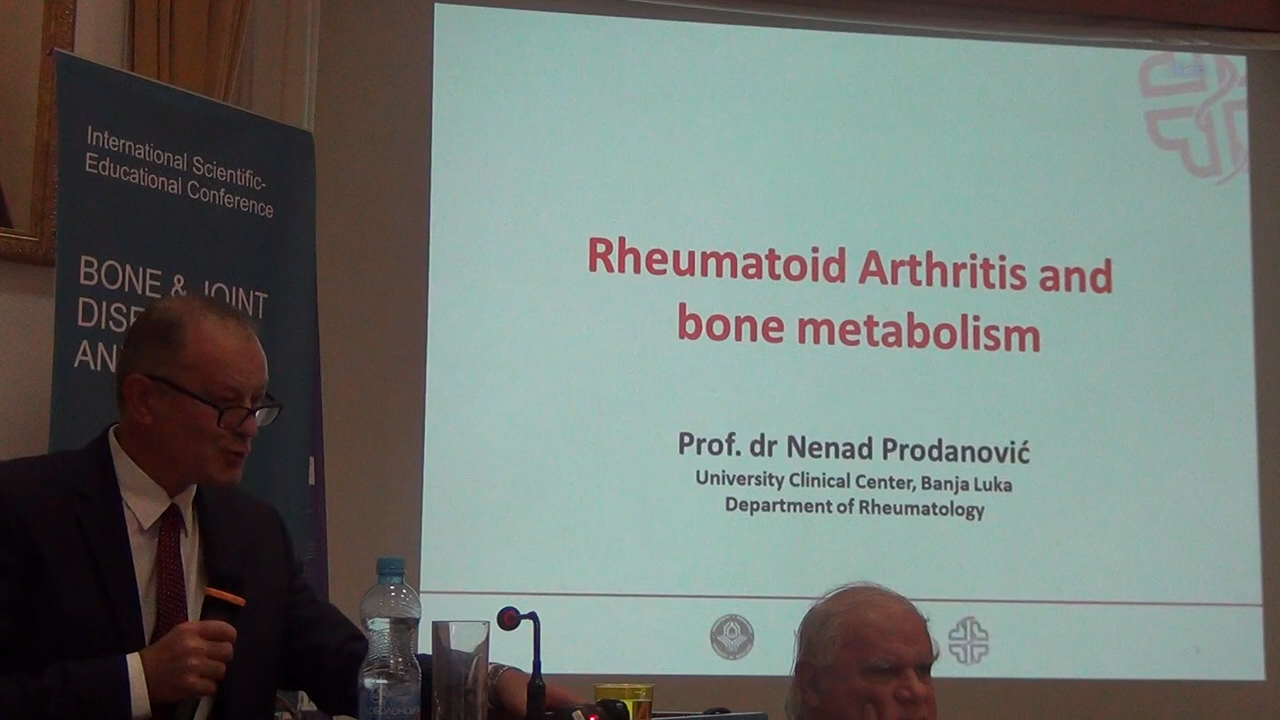 International Scientific-
Educational Conference
BONE & JOINT
Rheumatoid Arthritis and
bone metabolism
Prof. dr Nenad Prodanović
University Clinical Center, Banja Luka
Department of Rheumatology